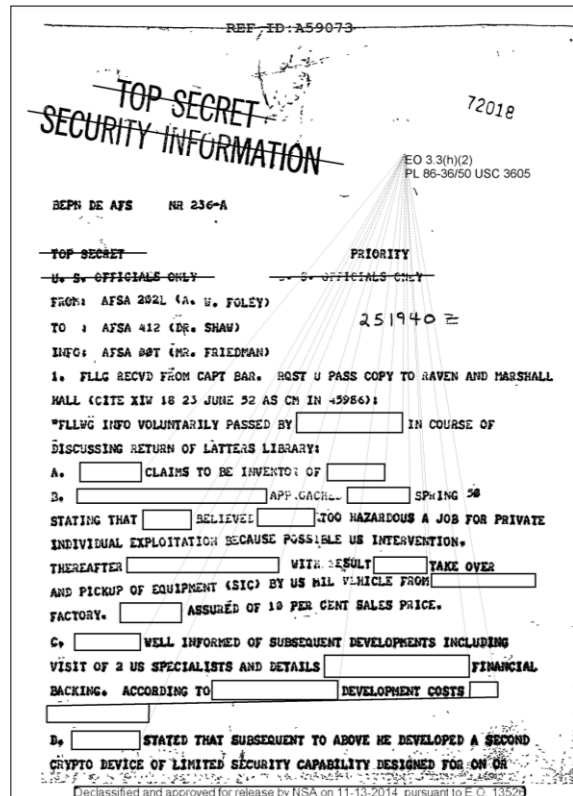 REF ID:A59073
TOP SECRET
SECURITY INFORMATION
72018
EO 3.3(h)(2)
PL 86-36/50 USC 3605
BEPN DE AFS NR 236-A
TOP SECRET PRIORITY
U. S. OFFICIALS ONLY U. S. OFFICIALS ONLY
FROM: AFSA 202L (A. W. FOLEY)
251940 Z
TO : AFSA 412 (DR. SHAW)
INFO: AFSA 00T (MR. FRIEDMAN)
1. FLLG RECVD FROM CAPT BAR. RQST U PASS COPY TO RAVEN AND MARSHALL
HALL (CITE XIW 18 23 JUNE 52 AS CM IN 45986):
"FLLWG INFO VOLUNTARILY PASSED BY IN COURSE OF
DISCUSSING RETURN OF LATTERS LIBRARY:
A. CLAIMS TO BE INVENTOR OF
B. SPRING 50
STATING THAT BELIEVED TOO HAZARDOUS A JOB FOR PRIVATE
INDIVIDUAL EXPLOITATION BECAUSE POSSIBLE US INTERVENTION.
THEREAFTER WITH RESULT TAKE OVER
AND PICKUP OF EQUIPMENT (SIC) BY US MIL VEHICLE FROM
FACTORY. ASSURED OF 10 PER CENT SALES PRICE.
C. WELL INFORMED OF SUBSEQUENT DEVELOPMENTS INCLUDING
VISIT OF 2 US SPECIALISTS AND DETAILS FINANCIAL
BACKING. ACCORDING TO DEVELOPMENT COSTS
D. STATED THAT SUBSEQUENT TO ABOVE HE DEVELOPED A SECOND
CRYPTO DEVICE OF LIMITED SECURITY CAPABILITY DESIGNED FOR ON OR
Declassified and approved for release by NSA on 11-13-2014 pursuant to E.O. 13526